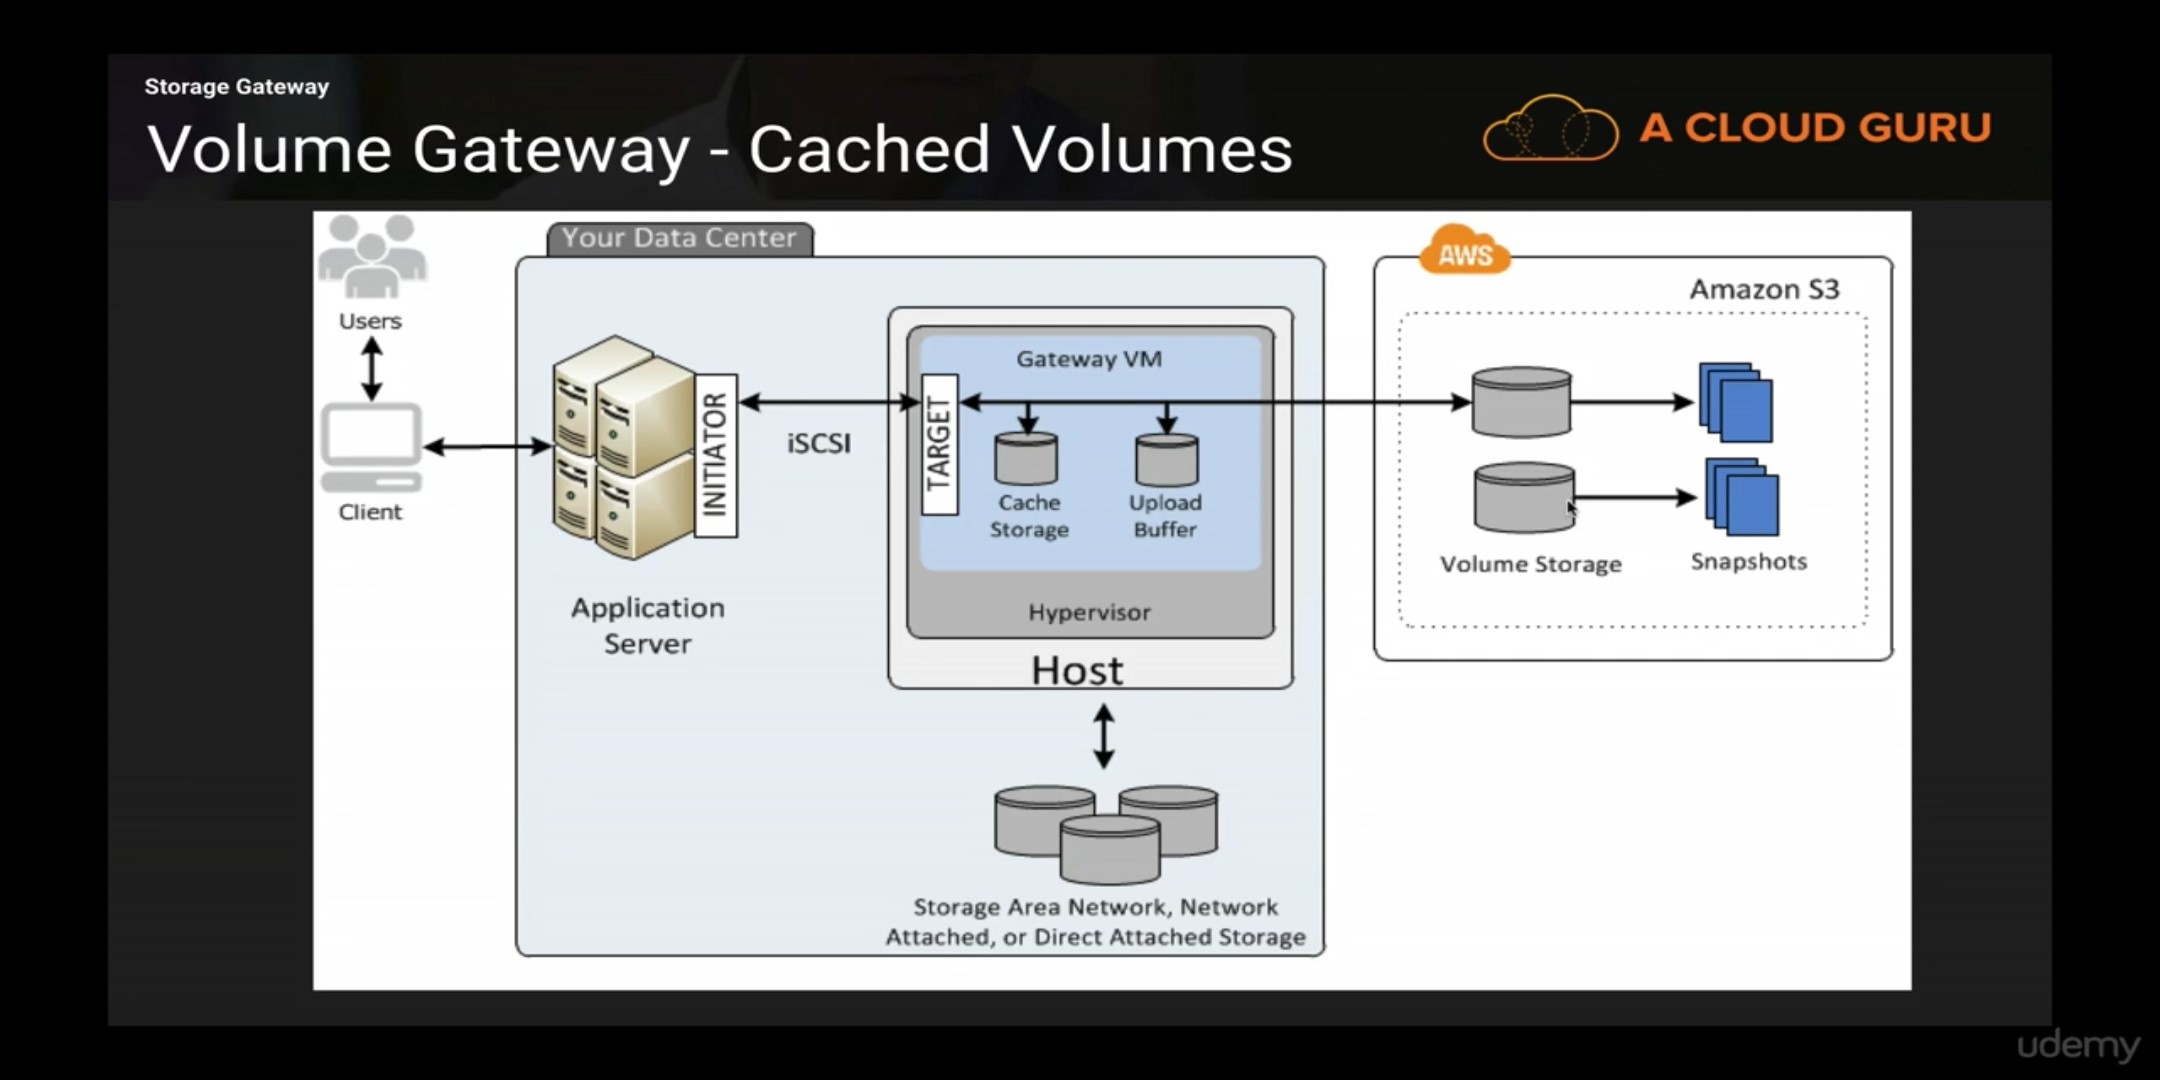 Storage Gateway
Volume Gateway - Cached Volumes
A CLOUD GURU
Users
Client
Your Data Center
Application
Server
INITIATOR
iSCSI
TARGET
Gateway VM
Cache
Storage
Upload
Buffer
Hypervisor
Host
Storage Area Network, Network
Attached, or Direct Attached Storage
AWS
Amazon S3
Volume Storage
Snapshots
udemy